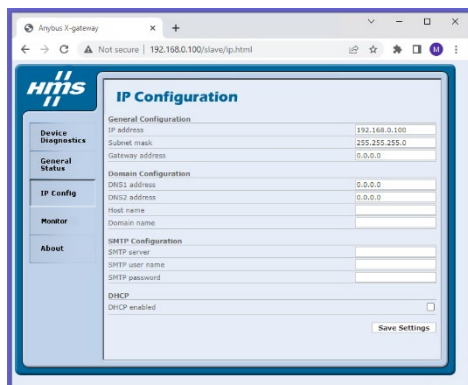 Anybus X-gateway
Not secure | 192.168.0.100/slave/ip.html
M
HMS
IP Configuration
Device Diagnostics
General Status
IP Config
Monitor
About
General Configuration
IP address 192.168.0.100
Subnet mask 255.255.255.0
Gateway address 0.0.0.0
Domain Configuration
DNS1 address 0.0.0.0
DNS2 address 0.0.0.0
Host name
Domain name
SMTP Configuration
SMTP server
SMTP user name
SMTP password
DHCP
DHCP enabled
Save Settings